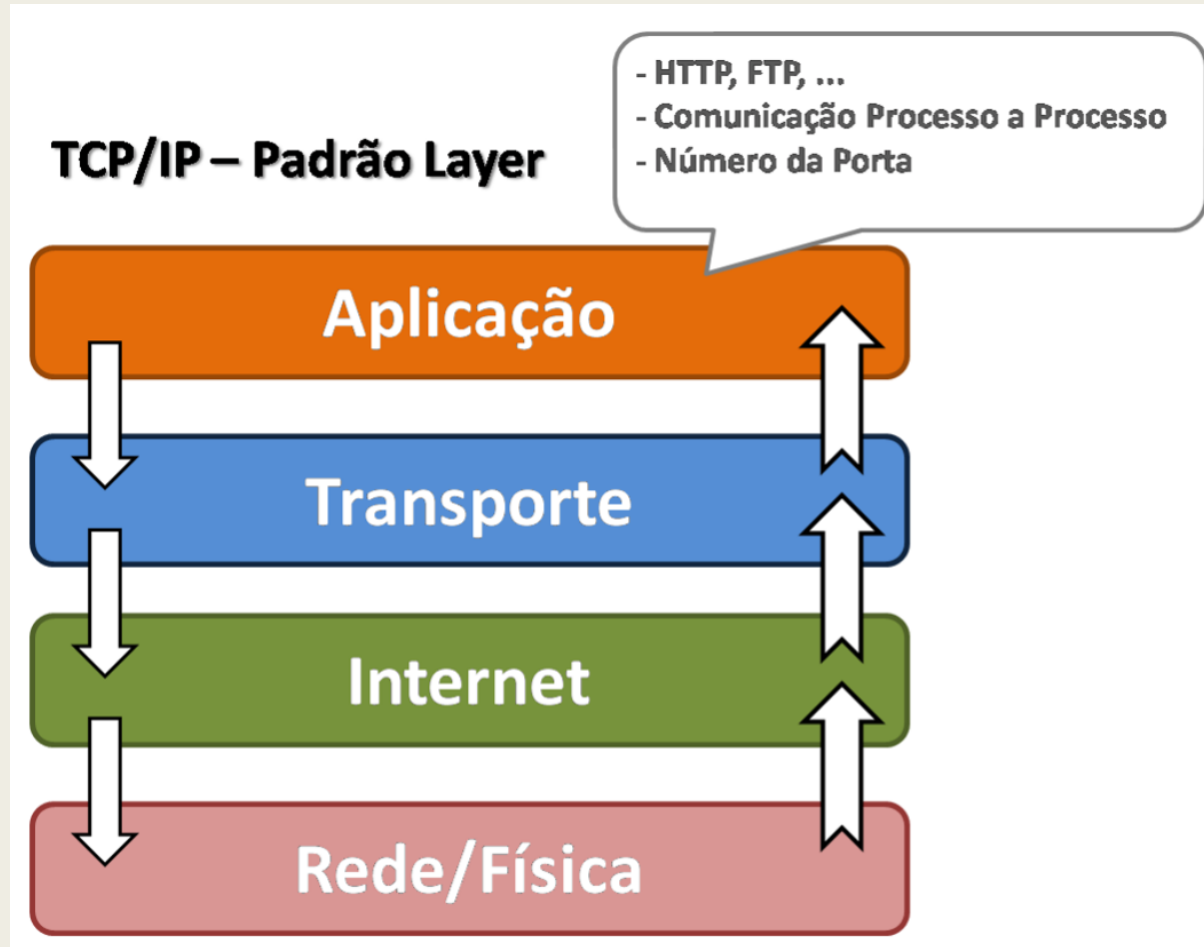 - HTTP, FTP, ...
- Comunicação Processo a Processo
- Número da Porta
TCP/IP – Padrão Layer
Aplicação
Transporte
Internet
Rede/Física